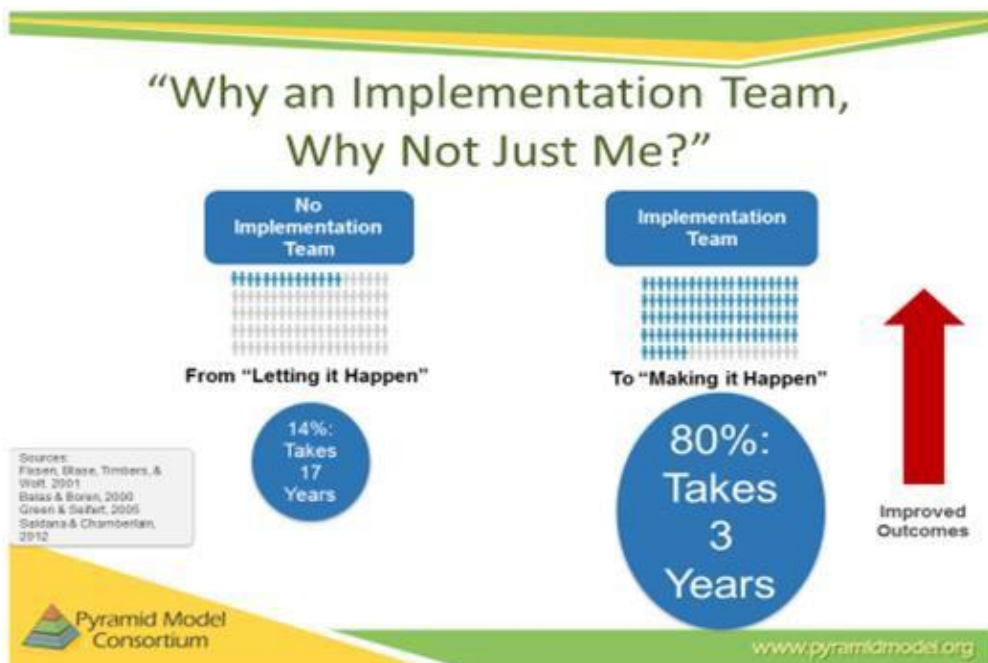 “Why an Implementation Team,
Why Not Just Me?”
No
Implementation
Team
Implementation
Team
From “Letting it Happen”
To “Making it Happen”
14%:
Takes
17
Years
80%:
Takes
3
Years
Improved
Outcomes
Sources:
Fixsen, Blase, Timbers, &
Wolf, 2001
Balas & Boren, 2000
Green & Seifert, 2005
Saldana & Chamberlain,
2012
Pyramid Model
Consortium
www.pyramidmodel.org